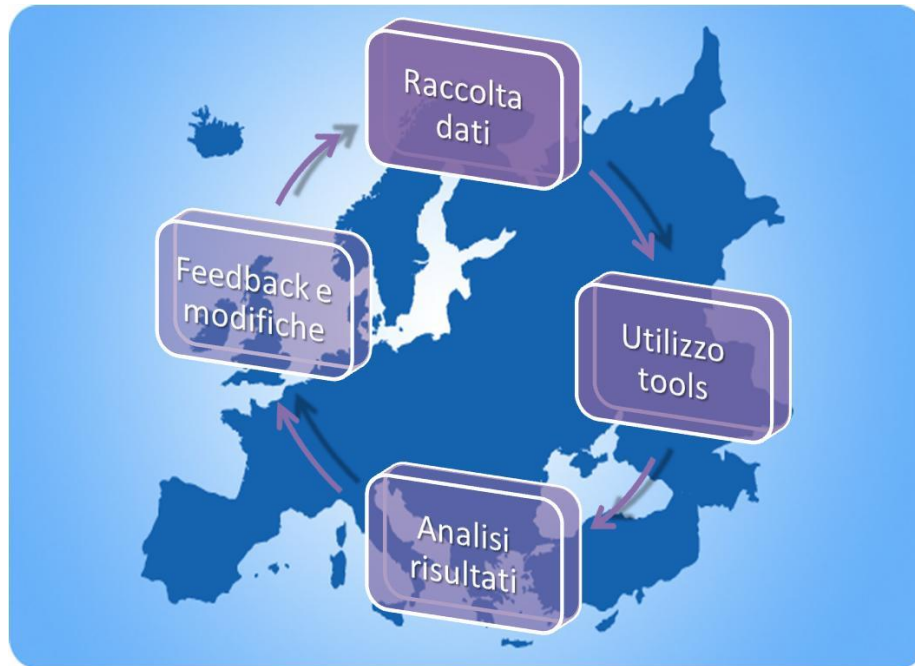 Raccolta
dati
Utilizzo
tools
Analisi
risultati
Feedback e
modifiche